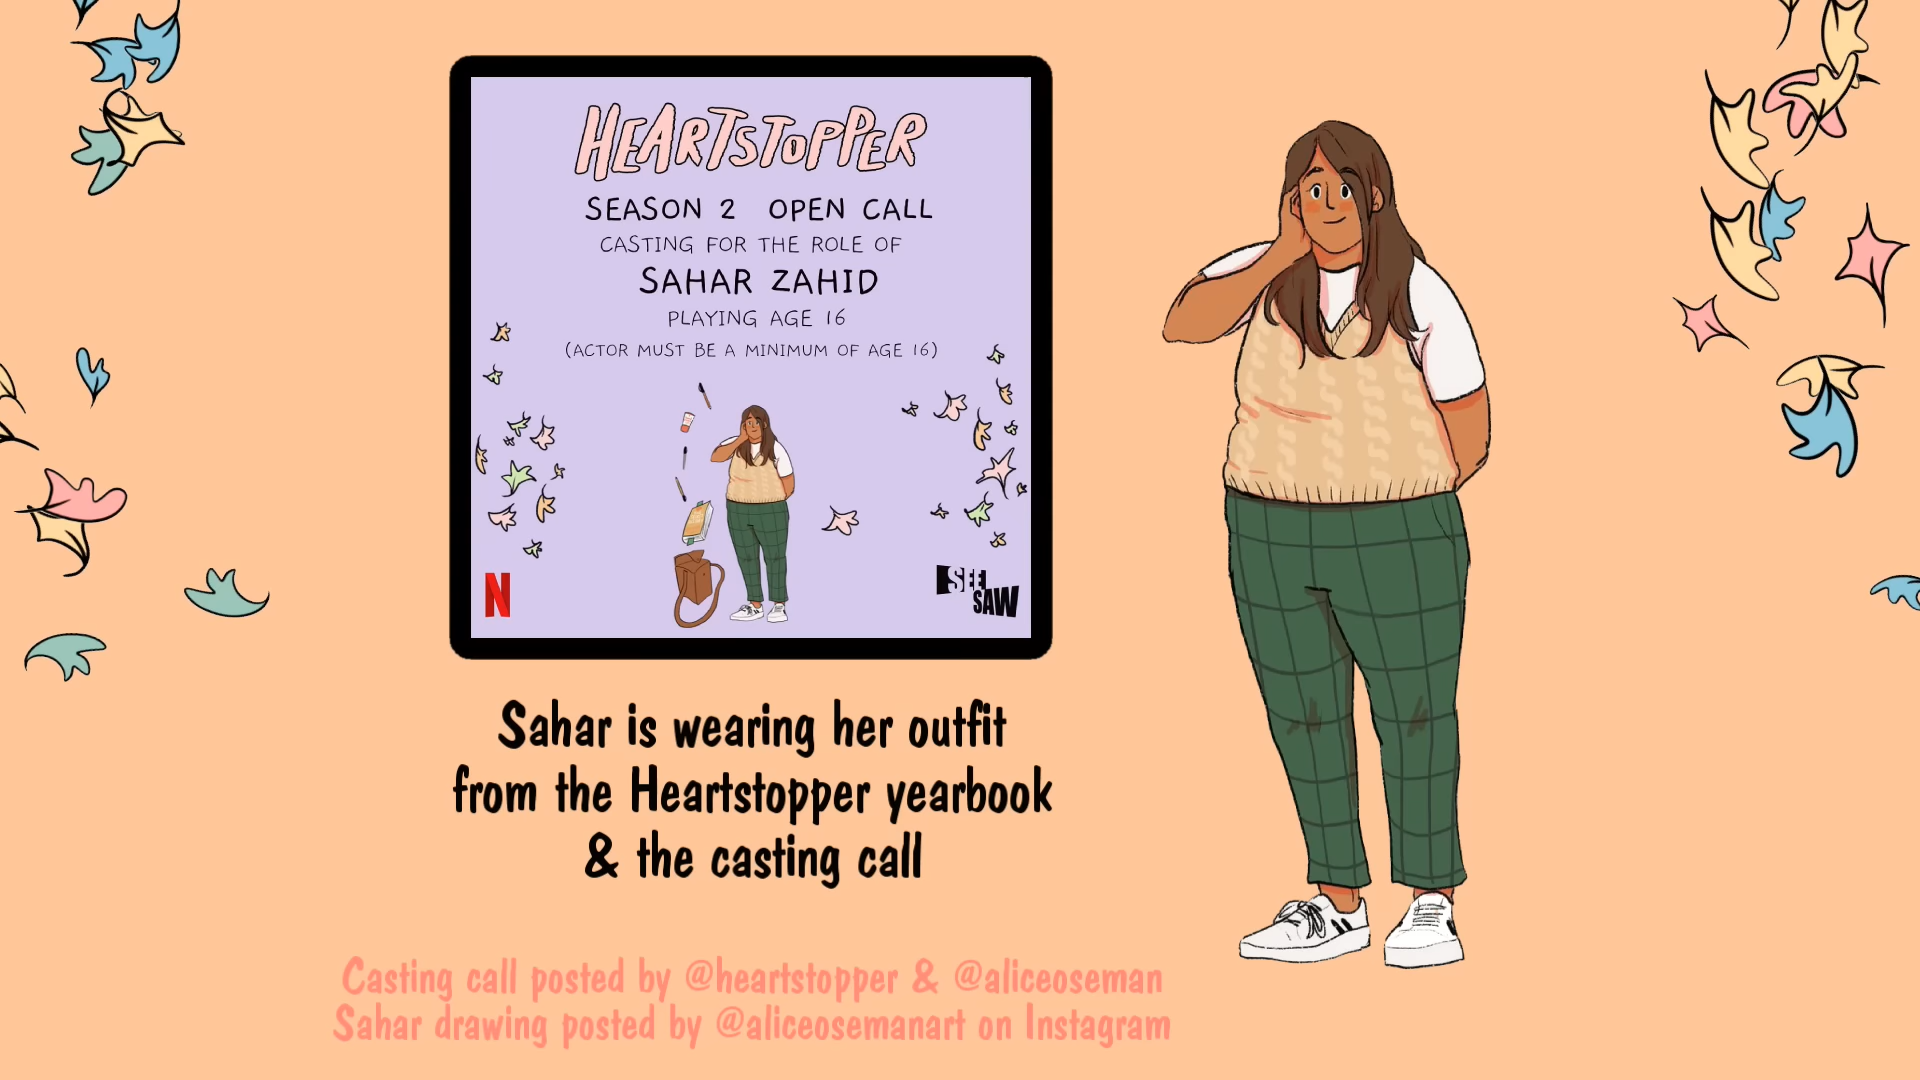 HEARTSTOPPER
SEASON 2 OPEN CALL
CASTING FOR THE ROLE OF
SAHAR ZAHID
PLAYING AGE 16
(ACTOR MUST BE A MINIMUM OF AGE 16)
N
SEE
SAW
Sahar is wearing her outfit
from the Heartstopper yearbook
& the casting call
Casting call posted by @heartstopper & @aliceoseman
Sahar drawing posted by @aliceosemanart on Instagram